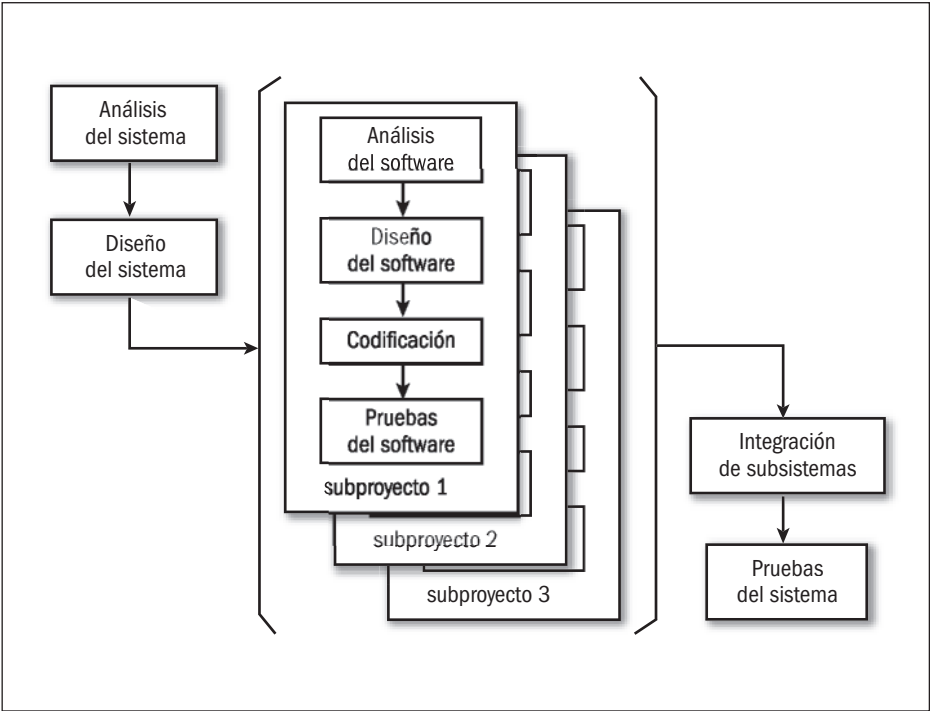 Análisis
del sistema
Diseño
del sistema
Análisis
del software
Diseño
del software
Codificación
Pruebas
del software
subproyecto 1
subproyecto 2
subproyecto 3
Integración
de subsistemas
Pruebas
del sistema